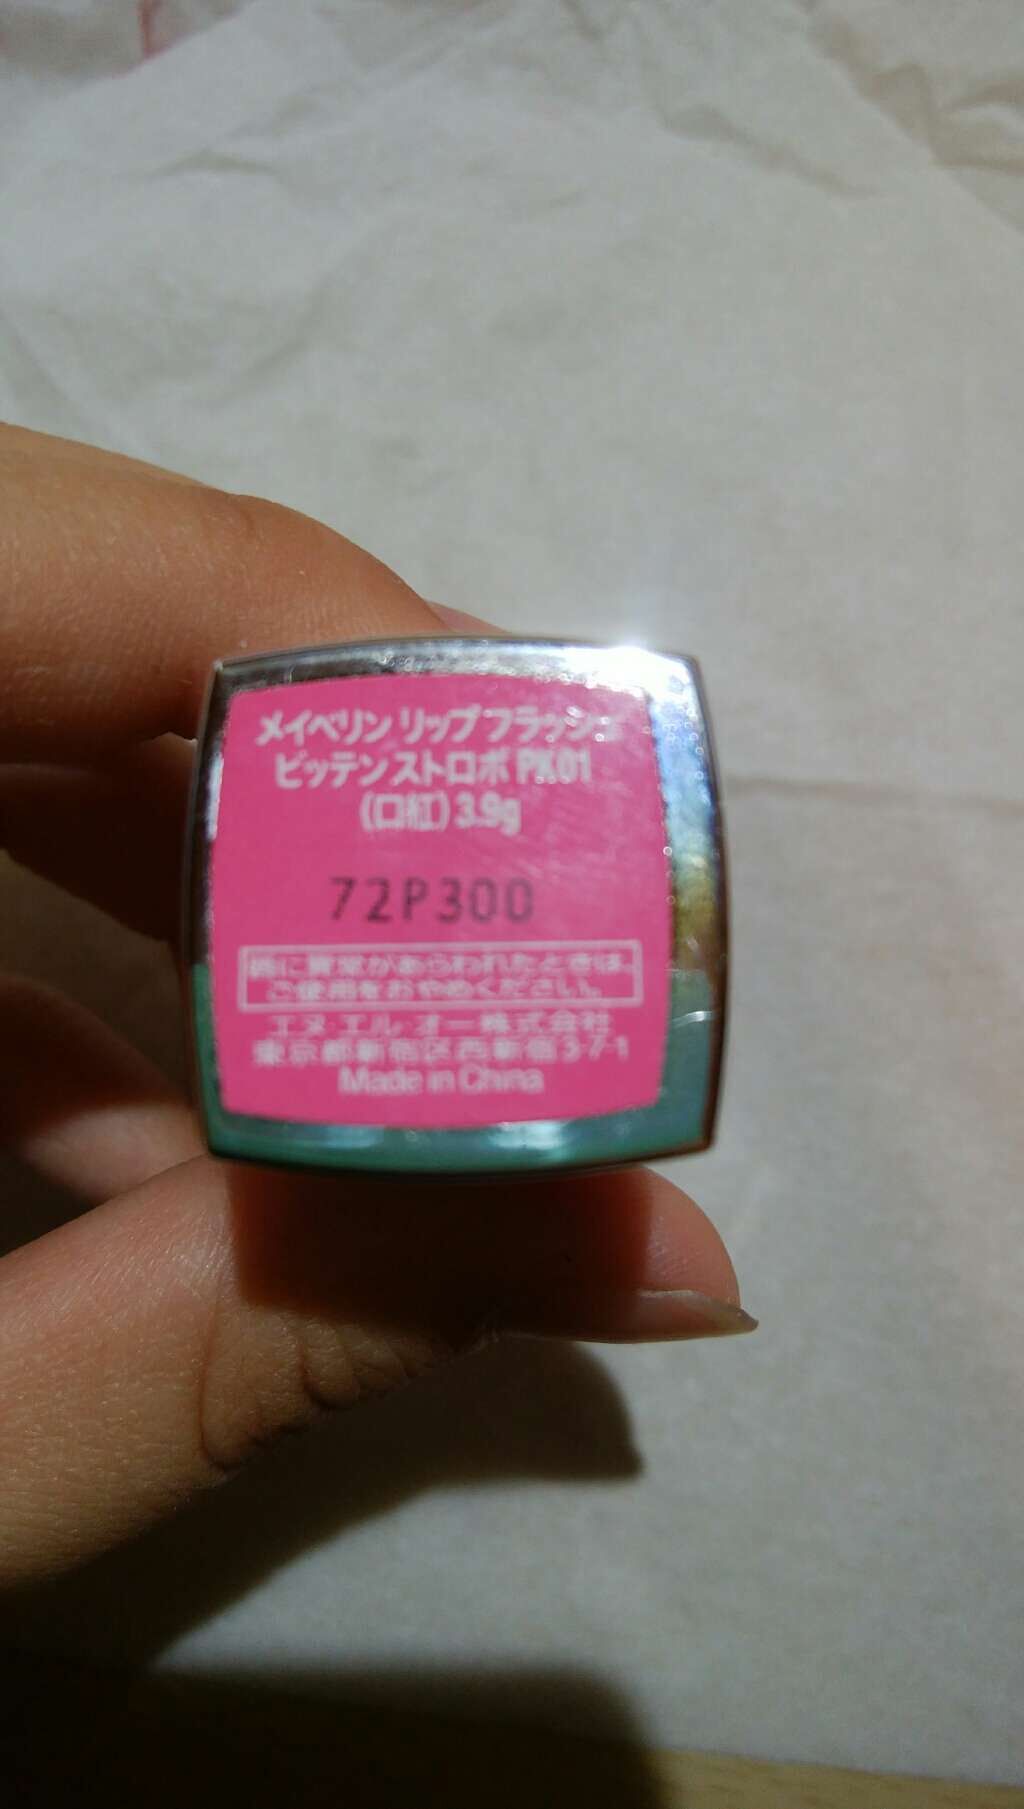 メイベリン リップ フラッシュ
ビッテン ストロボ PK01
（口紅）3.9g
72P300
唇に異常があらわれたときは、
ご使用をおやめください。
エヌ・エル・オー株式会社
東京都新宿区西新宿3-7-1
Made in China